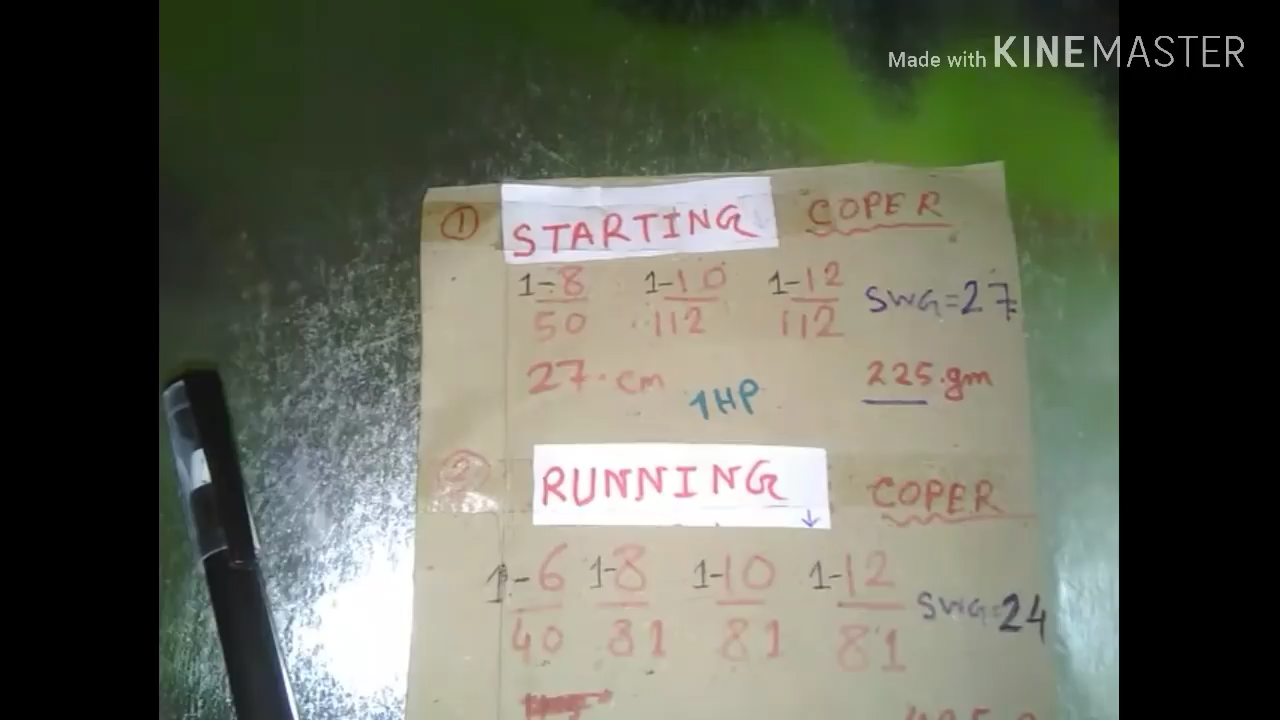 Made with KINEMASTER
① STARTING COPER
1-8 1-10 1-12 SWG=27
50 112 112
27.cm 1HP 225.gm
② RUNNING COPER
1-6 1-8 1-10 1-12 SWG=24
40 81 81 81